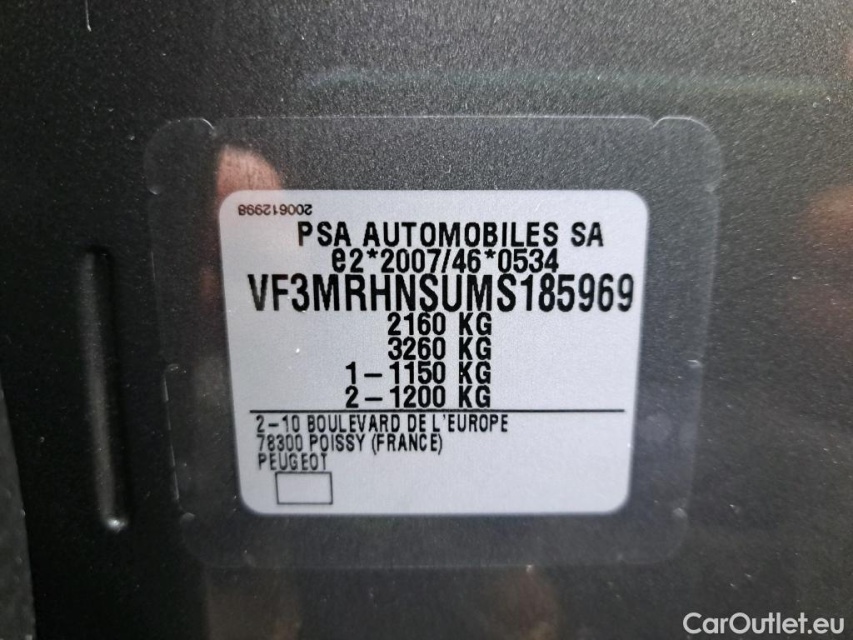 200612998
PSA AUTOMOBILES SA
e2*2007/46*0534
VF3MRHNSUMS185969
2160 KG
3260 KG
1-1150 KG
2-1200 KG
2-10 BOULEVARD DE L'EUROPE
78300 POISSY (FRANCE)
PEUGEOT
CarOutlet.eu